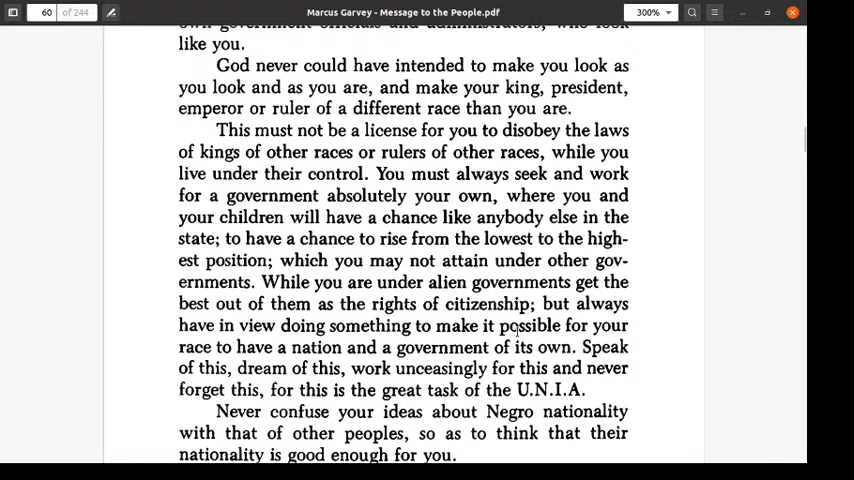 60 of 244
Marcus Garvey - Message to the People.pdf
300%
own government officials and administrators, who look
like you.
God never could have intended to make you look as
you look and as you are, and make your king, president,
emperor or ruler of a different race than you are.
This must not be a license for you to disobey the laws
of kings of other races or rulers of other races, while you
live under their control. You must always seek and work
for a government absolutely your own, where you and
your children will have a chance like anybody else in the
state; to have a chance to rise from the lowest to the high-
est position; which you may not attain under other gov-
ernments. While you are under alien governments get the
best out of them as the rights of citizenship; but always
have in view doing something to make it possible for your
race to have a nation and a government of its own. Speak
of this, dream of this, work unceasingly for this and never
forget this, for this is the great task of the U.N.I.A.
Never confuse your ideas about Negro nationality
with that of other peoples, so as to think that their
nationality is good enough for you.